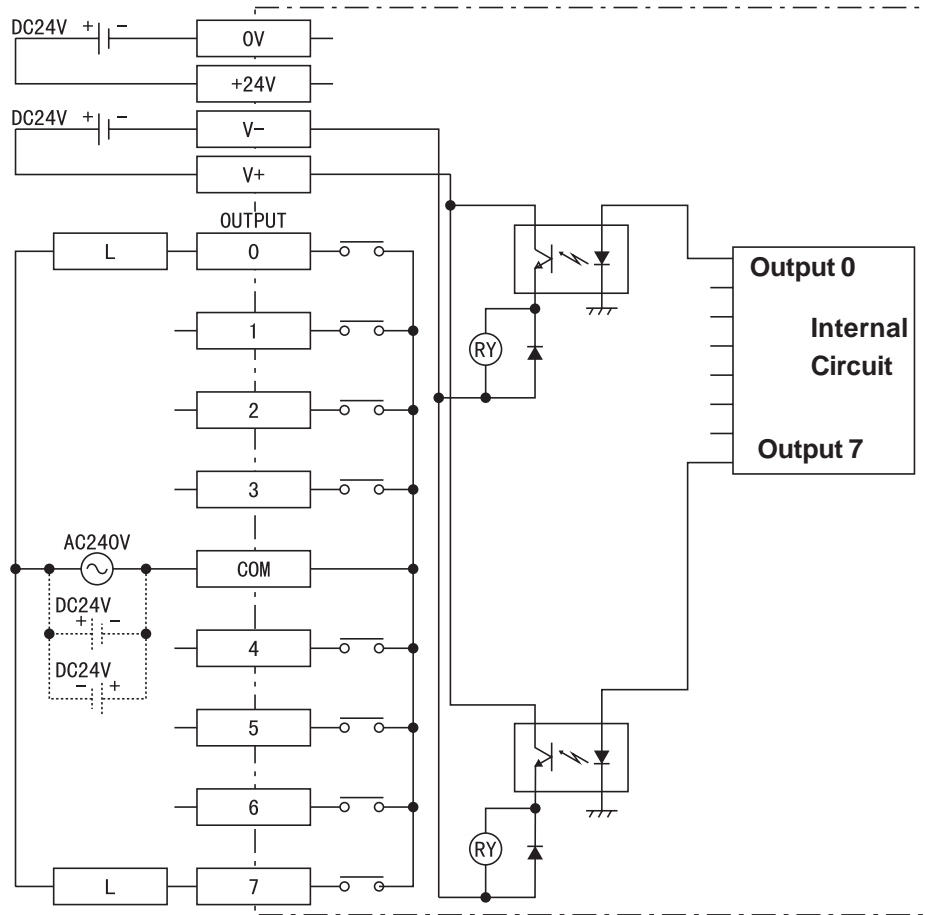 DC24V + -
0V
+24V
DC24V + -
V-
V+
OUTPUT
L
0
1
2
3
AC240V
COM
DC24V
+ -
DC24V
- +
4
5
6
L
7
RY
Output 0
Internal
Circuit
Output 7
RY